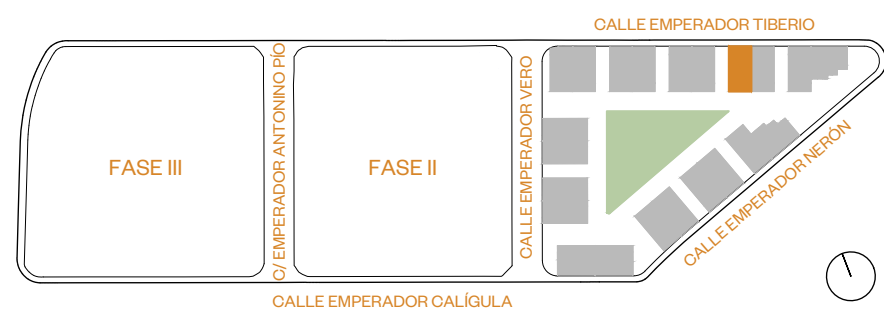 CALLE EMPERADOR TIBERIO
C/ EMPERADOR ANTONINO PÍO
CALLE EMPERADOR VERO
FASE III
FASE II
CALLE EMPERADOR NERÓN
CALLE EMPERADOR CALÍGULA